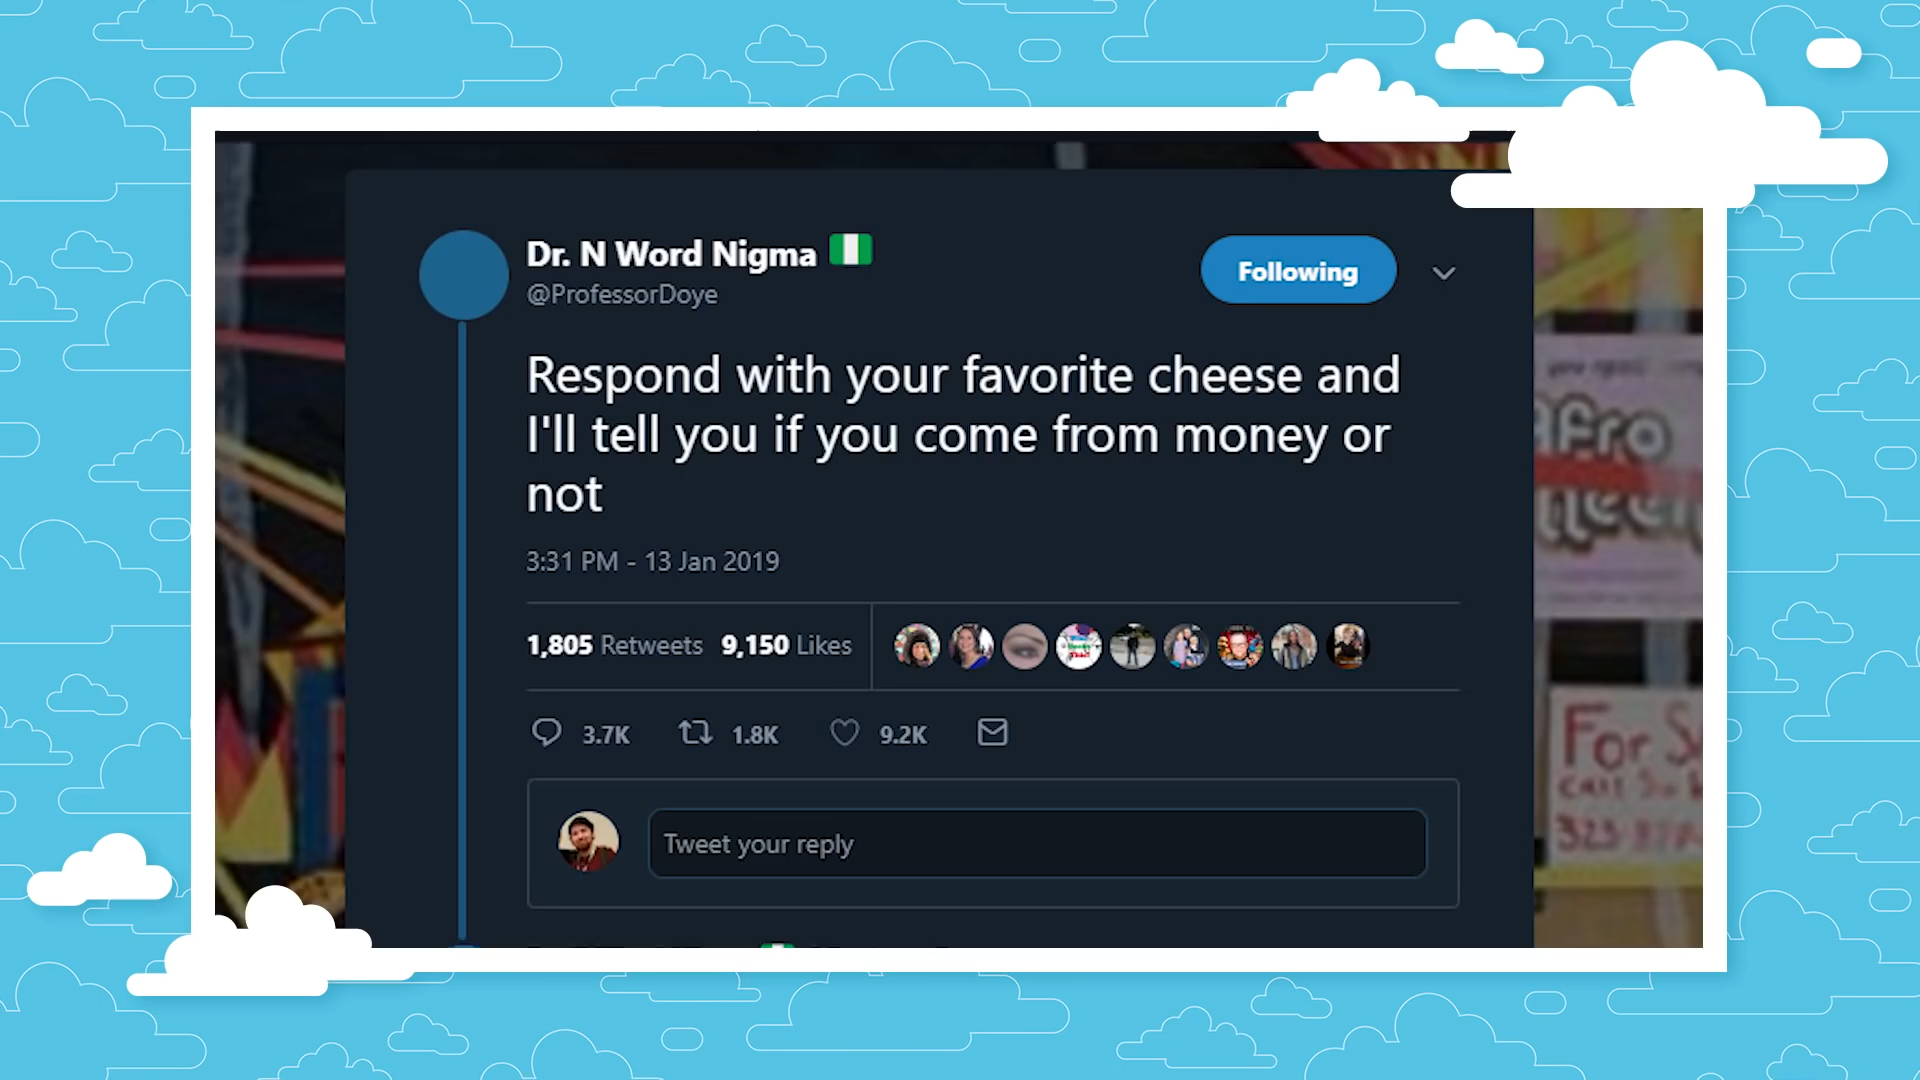 Dr. N Word Nigma
@ProfessorDoye
Following
Respond with your favorite cheese and
I'll tell you if you come from money or
not
3:31 PM - 13 Jan 2019
1,805 Retweets 9,150 Likes
3.7K 1.8K 9.2K
Tweet your reply
Afro
For